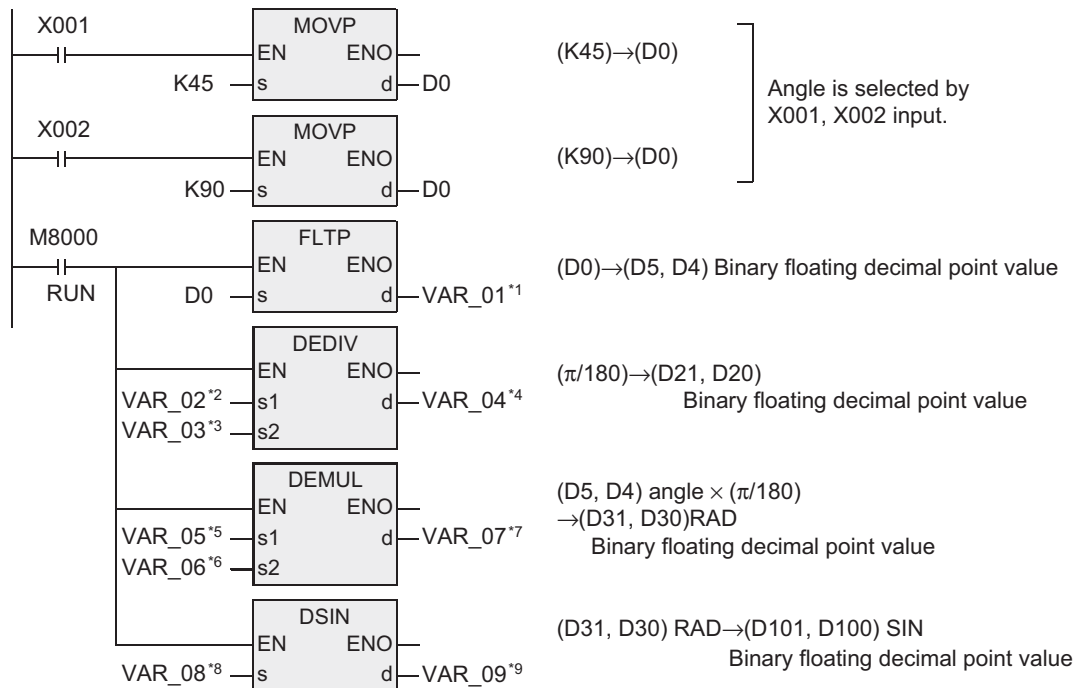 X001
MOVP
EN ENO
K45 s d D0
(K45)→(D0)
Angle is selected by
X001, X002 input.
X002
MOVP
EN ENO
K90 s d D0
(K90)→(D0)
M8000
RUN
FLTP
EN ENO
D0 s d VAR_01*1
(D0)→(D5, D4) Binary floating decimal point value
DEDIV
EN ENO
VAR_02*2 s1 d VAR_04*4
VAR_03*3 s2
(π/180)→(D21, D20)
Binary floating decimal point value
DEMUL
EN ENO
VAR_05*5 s1 d VAR_07*7
VAR_06*6 s2
(D5, D4) angle × (π/180)
→(D31, D30)RAD
Binary floating decimal point value
DSIN
EN ENO
VAR_08*8 s d VAR_09*9
(D31, D30) RAD→(D101, D100) SIN
Binary floating decimal point value